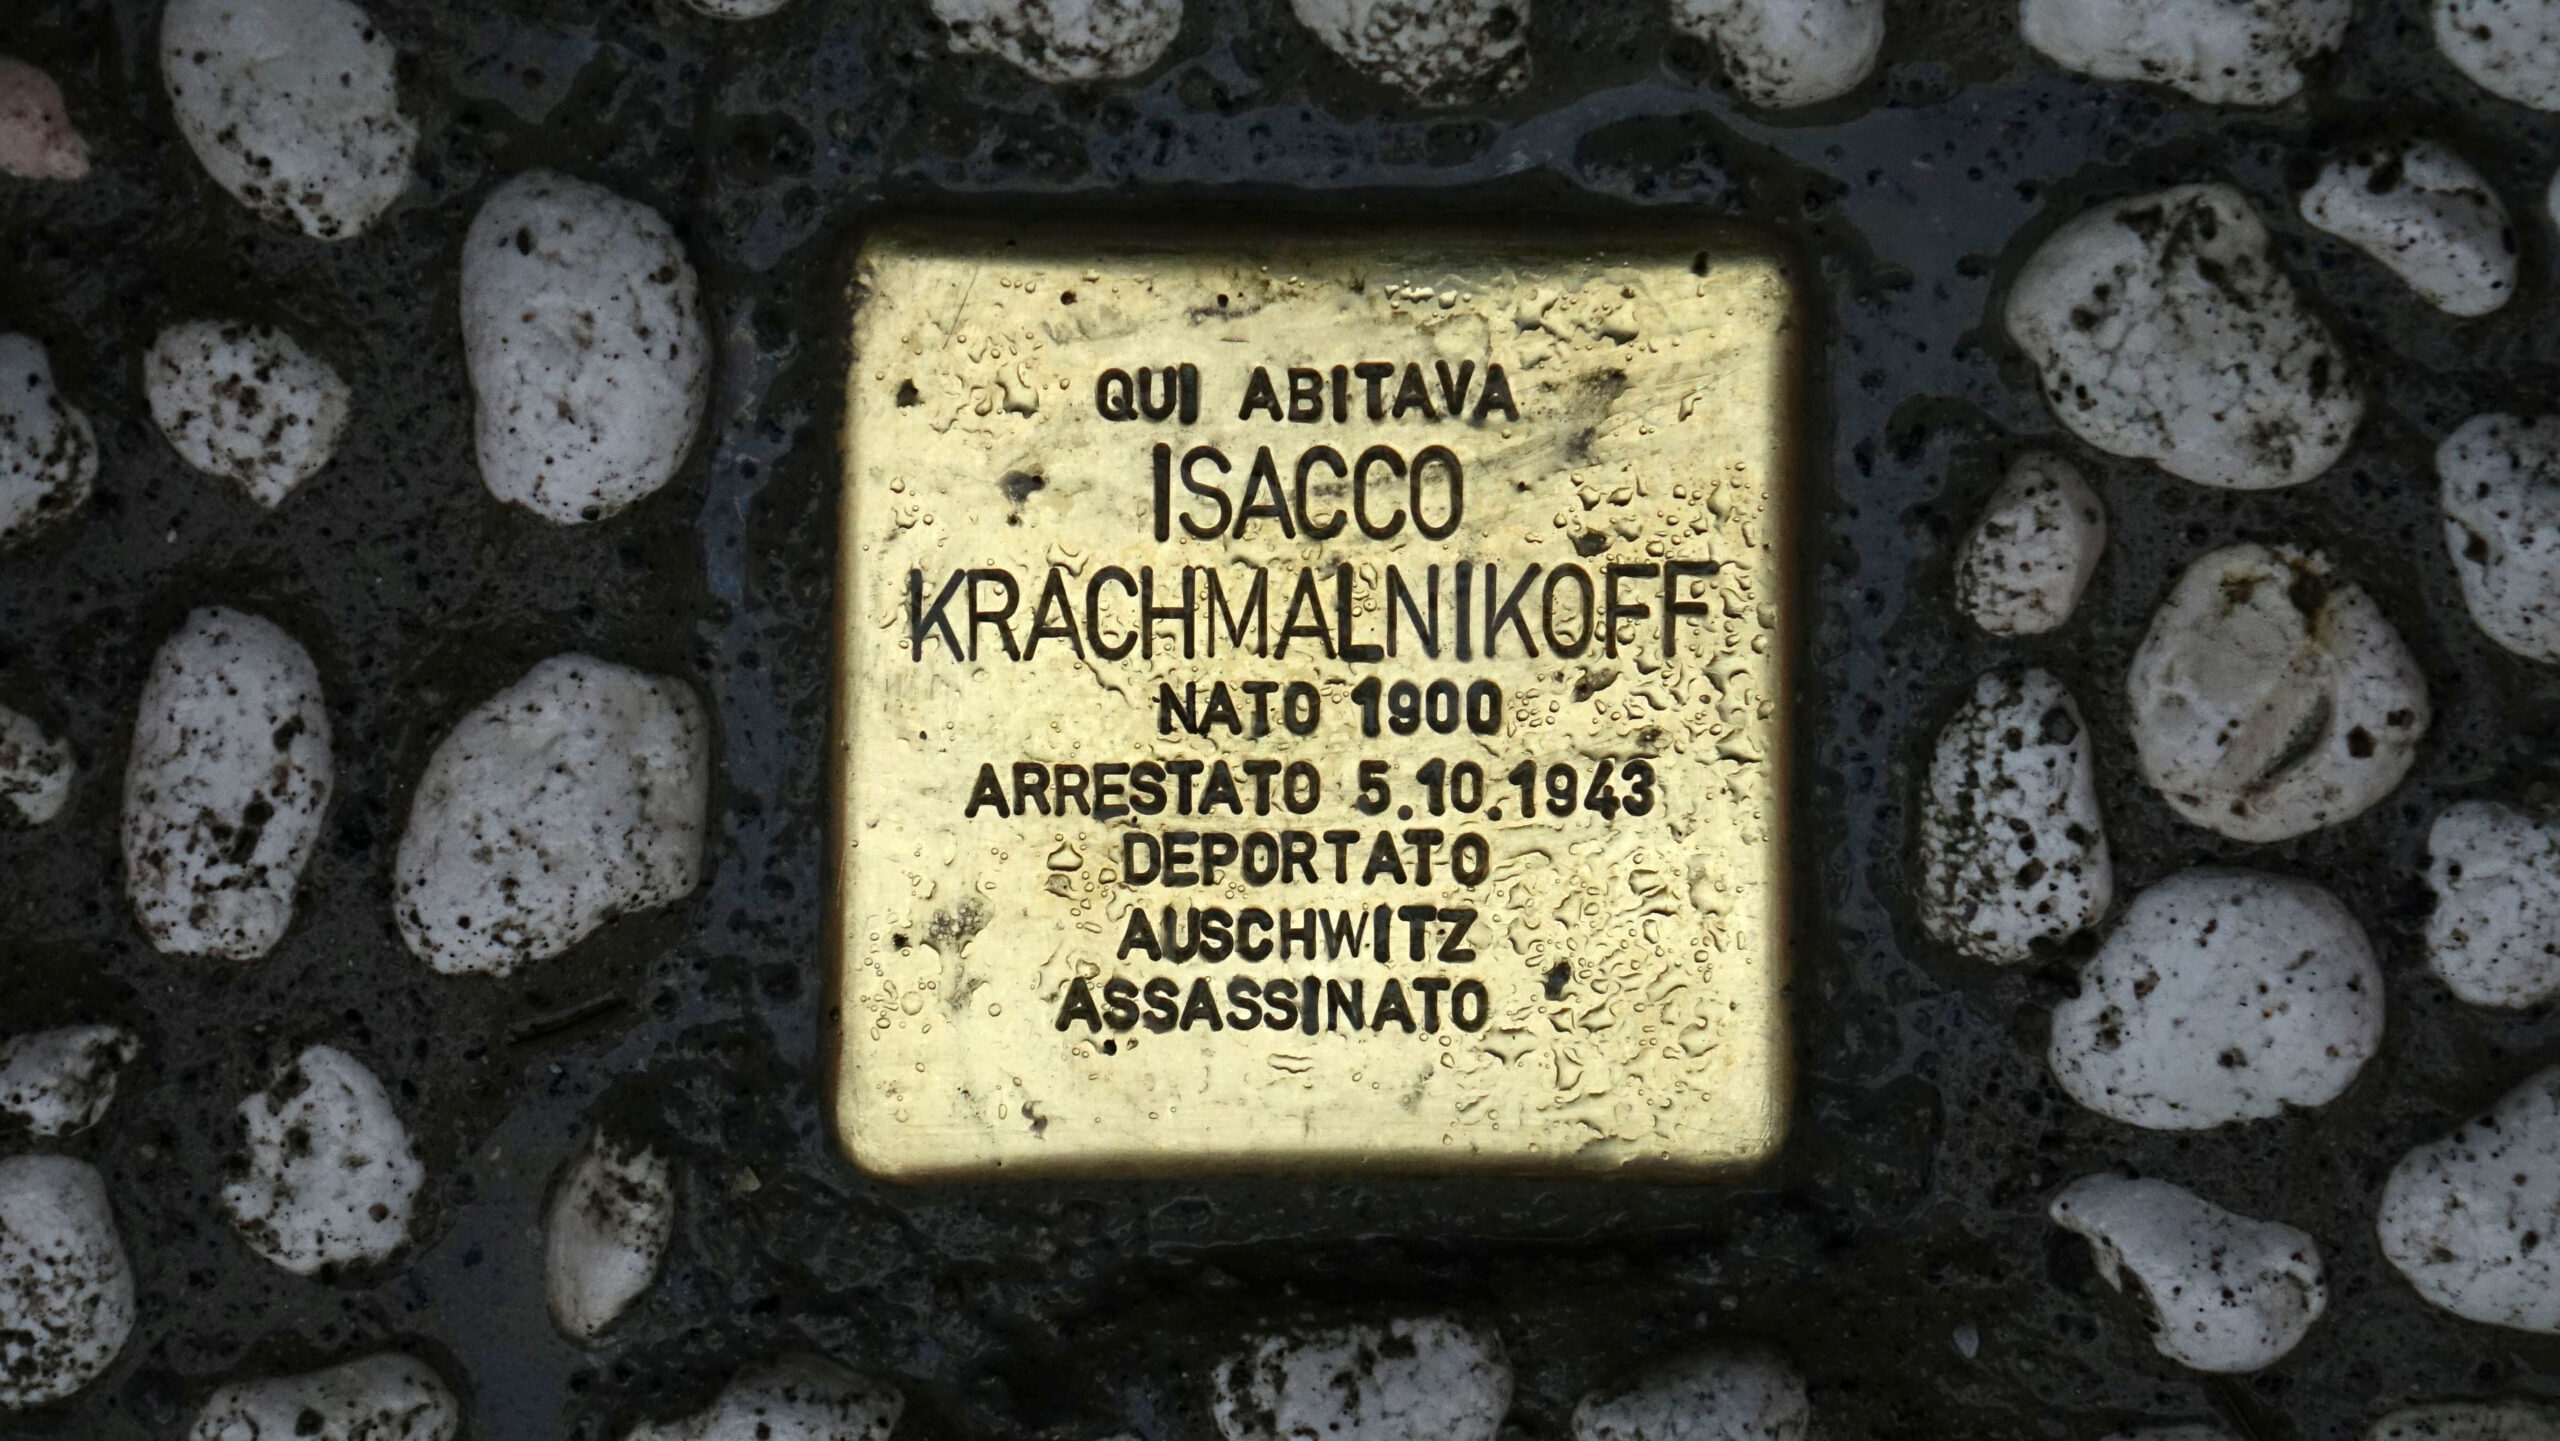 QUI ABITAVA
ISACCO
KRACHMALNIKOFF
NATO 1900
ARRESTATO 5.10.1943
DEPORTATO
AUSCHWITZ
ASSASSINATO